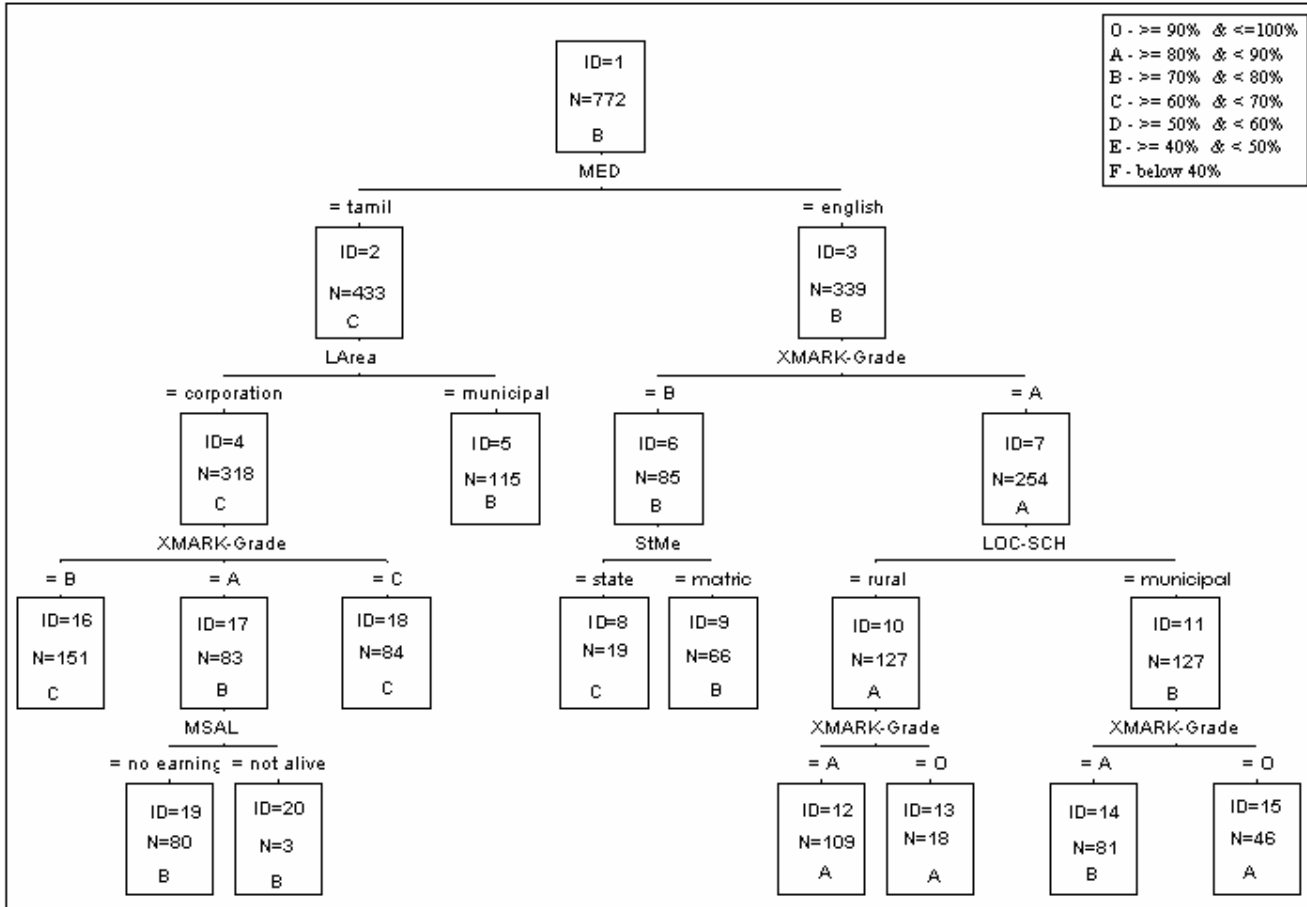 O - >= 90% & <=100%
A - >= 80% & < 90%
B - >= 70% & < 80%
C - >= 60% & < 70%
D - >= 50% & < 60%
E - >= 40% & < 50%
F - below 40%
ID=1
N=772
B
MED
= tamil
= english
ID=2
N=433
C
ID=3
N=339
B
LArea
XMARK-Grade
= corporation
= municipal
= B
= A
ID=4
N=318
C
ID=5
N=115
B
ID=6
N=85
B
ID=7
N=254
A
XMARK-Grade
StMe
LOC-SCH
= B
= A
= C
= state
= matric
= rural
= municipal
ID=16
N=151
C
ID=17
N=83
B
ID=18
N=84
C
ID=8
N=19
C
ID=9
N=66
B
ID=10
N=127
A
ID=11
N=127
B
MSAL
XMARK-Grade
XMARK-Grade
= no earning
= not alive
= A
= O
= A
= O
ID=19
N=80
B
ID=20
N=3
B
ID=12
N=109
A
ID=13
N=18
A
ID=14
N=81
B
ID=15
N=46
A